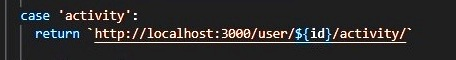 case 'activity':
return `http://localhost:3000/user/${id}/activity/`